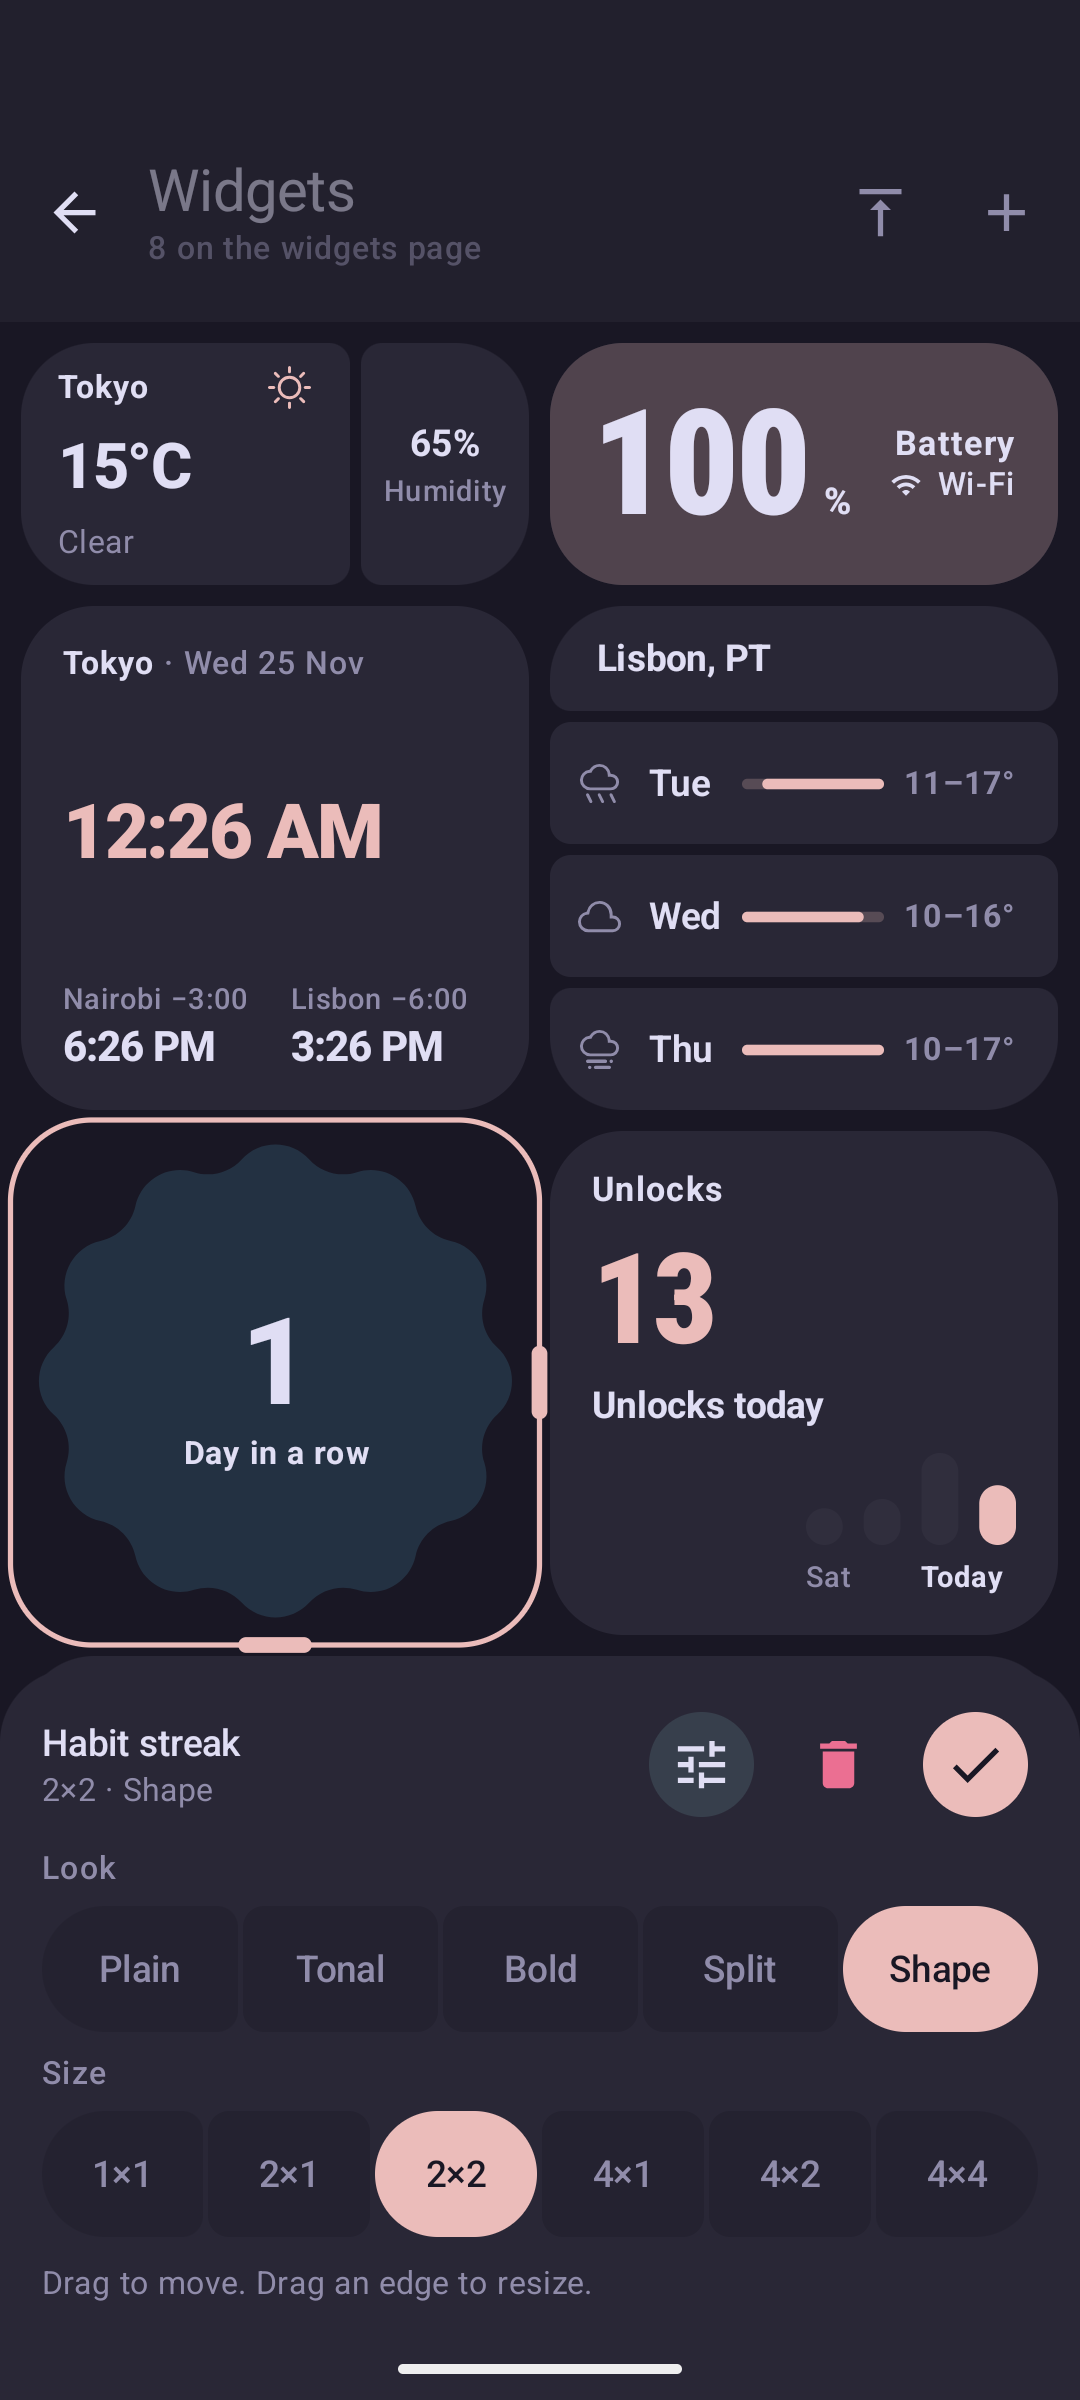 Widgets
8 on the widgets page
Tokyo
15°C
Clear
65%
Humidity
100 %
Battery
Wi-Fi
Tokyo · Wed 25 Nov
12:26 AM
Nairobi −3:00
6:26 PM
Lisbon −6:00
3:26 PM
Lisbon, PT
Tue 11–17°
Wed 10–16°
Thu 10–17°
1
Day in a row
Unlocks
13
Unlocks today
Sat Today
Habit streak
2×2 · Shape
Look
Plain Tonal Bold Split Shape
Size
1×1 2×1 2×2 4×1 4×2 4×4
Drag to move. Drag an edge to resize.